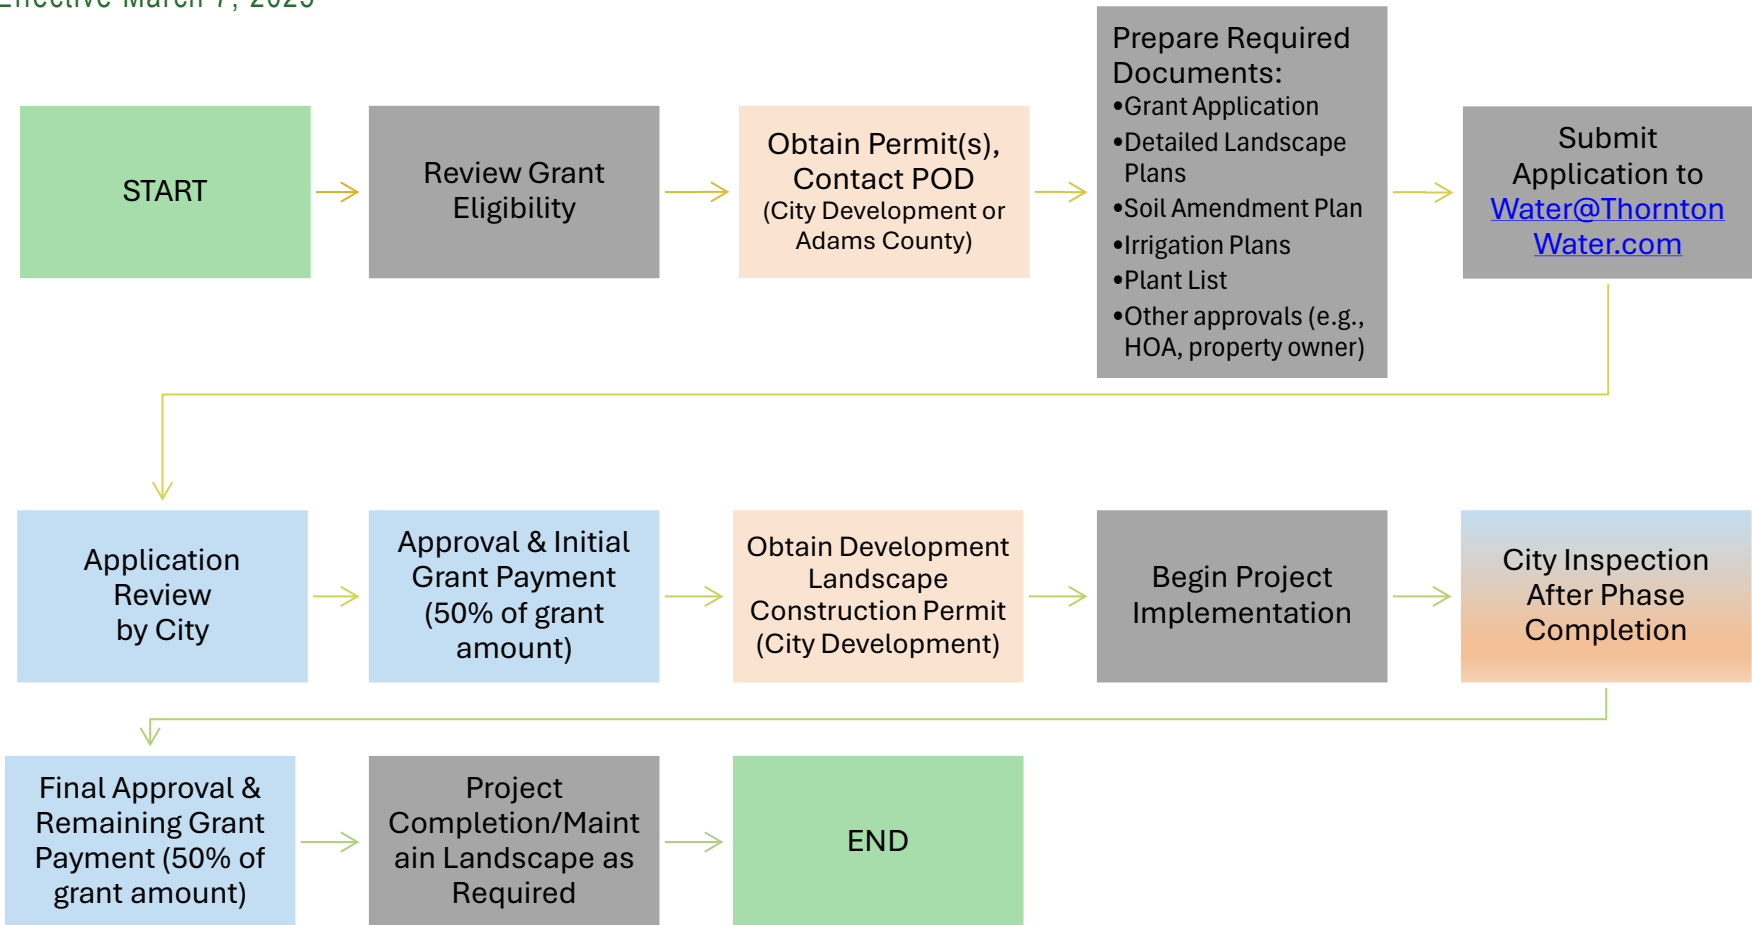 Effective March 7, 2025
START
Review Grant
Eligibility
Obtain Permit(s),
Contact POD
(City Development or
Adams County)
Prepare Required
Documents:
•Grant Application
•Detailed Landscape
Plans
•Soil Amendment Plan
•Irrigation Plans
•Plant List
•Other approvals (e.g.,
HOA, property owner)
Submit
Application to
Water@Thornton
Water.com
Application
Review
by City
Approval & Initial
Grant Payment
(50% of grant
amount)
Obtain Development
Landscape
Construction Permit
(City Development)
Begin Project
Implementation
City Inspection
After Phase
Completion
Final Approval &
Remaining Grant
Payment (50% of
grant amount)
Project
Completion/Maint
ain Landscape as
Required
END